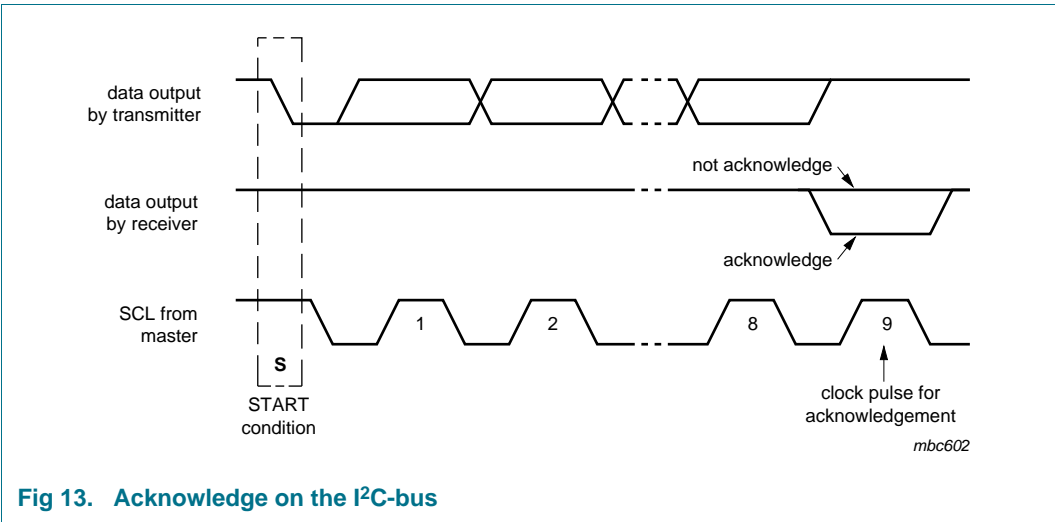 data output
by transmitter
not acknowledge
data output
by receiver
acknowledge
SCL from
master
1
2
8
9
S
START
condition
clock pulse for
acknowledgement
mbc602
Fig 13. Acknowledge on the I²C-bus